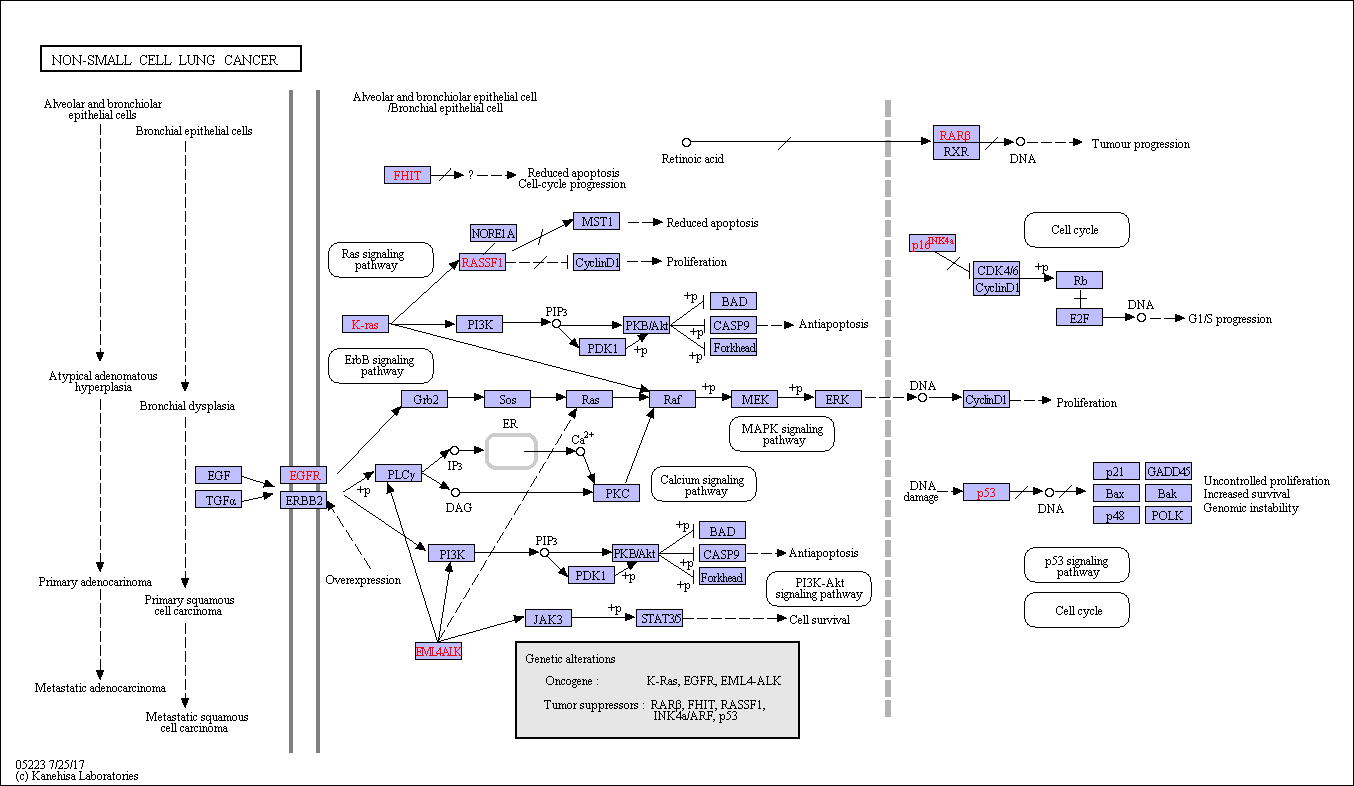 NON-SMALL CELL LUNG CANCER
Alveolar and bronchiolar
epithelial cells
Bronchial epithelial cells
Atypical adenomatous
hyperplasia
Bronchial dysplasia
Primary adenocarinoma
Primary squamous
cell carcinoma
Metastatic adenocarcinoma
Metastatic squamous
cell carcinoma
Alveolar and bronchiolar epithelial cell
/Bronchial epithelial cell
Retinoic acid
RARβ
RXR
DNA
Tumour progression
FHIT
?
Reduced apoptosis
Cell-cycle progression
NORE1A
RASSF1
MST1
Reduced apoptosis
CyclinD1
Proliferation
Ras signaling
pathway
K-ras
PI3K
PIP3
PDK1
+p
PKB/Akt
+p
+p
+p
BAD
CASP9
Forkhead
Antiapoptosis
ErbB signaling
pathway
Grb2
Sos
Ras
Raf
+p
MEK
+p
ERK
DNA
CyclinD1
Proliferation
MAPK signaling
pathway
EGF
TGFα
EGFR
ERBB2
+p
Overexpression
PLCγ
IP3
DAG
ER
Ca2+
PKC
Calcium signaling
pathway
PI3K
PIP3
PDK1
+p
PKB/Akt
+p
+p
+p
BAD
CASP9
Forkhead
Antiapoptosis
PI3K-Akt
signaling pathway
JAK3
+p
STAT3/5
Cell survival
EML4ALK
p16INK4a
Cell cycle
CDK4/6
CyclinD1
+p
Rb
E2F
DNA
G1/S progression
DNA
damage
p53
DNA
p21
GADD45
Bax
Bak
p48
POLK
Uncontrolled proliferation
Increased survival
Genomic instability
p53 signaling
pathway
Cell cycle
Genetic alterations
Oncogene : K-Ras, EGFR, EML4-ALK
Tumor suppressors : RARβ, FHIT, RASSF1,
INK4a/ARF, p53
05223 7/25/17
(c) Kanehisa Laboratories